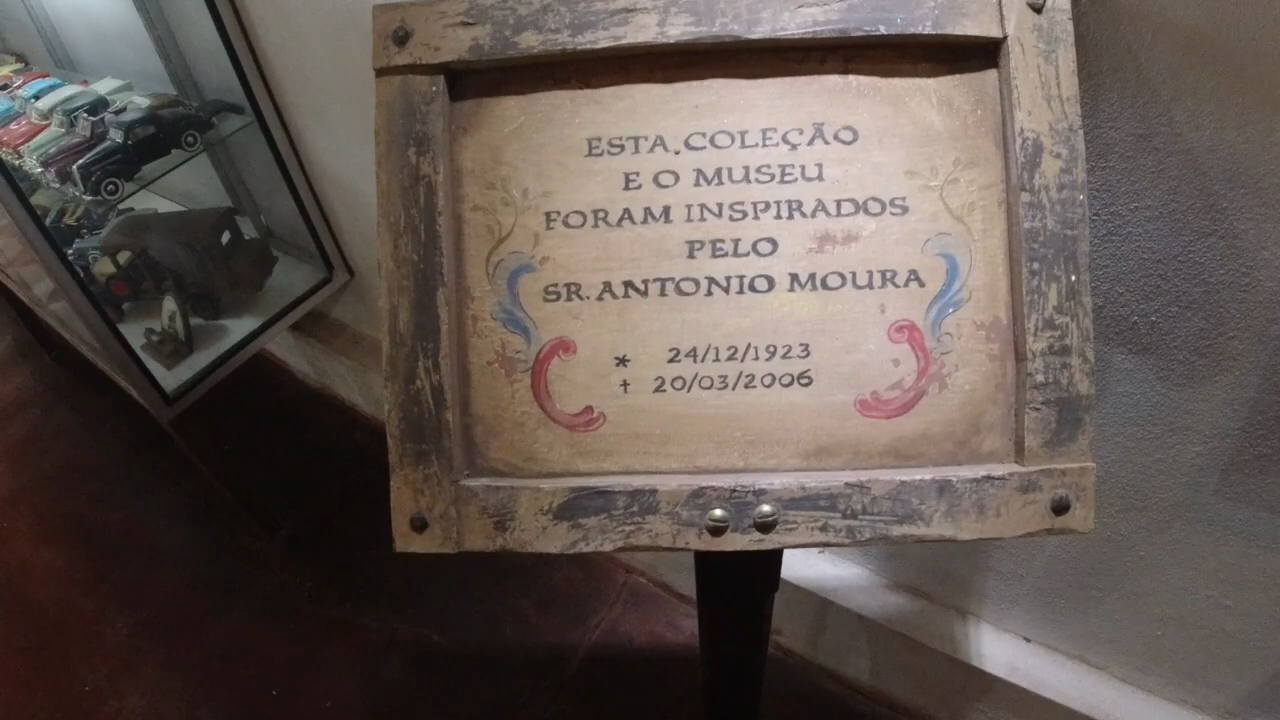 ESTA COLEÇÃO
E O MUSEU
FORAM INSPIRADOS
PELO
SR. ANTONIO MOURA
* 24/12/1923
† 20/03/2006